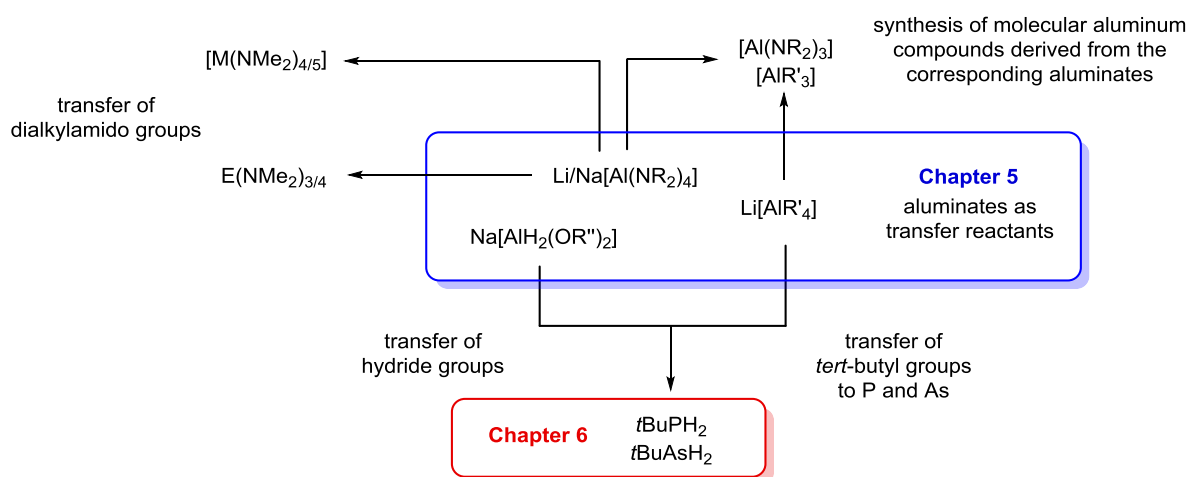 synthesis of molecular aluminum
compounds derived from the
corresponding aluminates
[M(NMe₂)₄/₅]
[Al(NR₂)₃]
[AlR'₃]
transfer of
dialkylamido groups
E(NMe₂)₃/₄
Li/Na[Al(NR₂)₄]
Li[AlR'₄]
Na[AlH₂(OR'')₂]
Chapter 5
aluminates as
transfer reactants
transfer of
hydride groups
transfer of
tert-butyl groups
to P and As
Chapter 6
tBuPH₂
tBuAsH₂